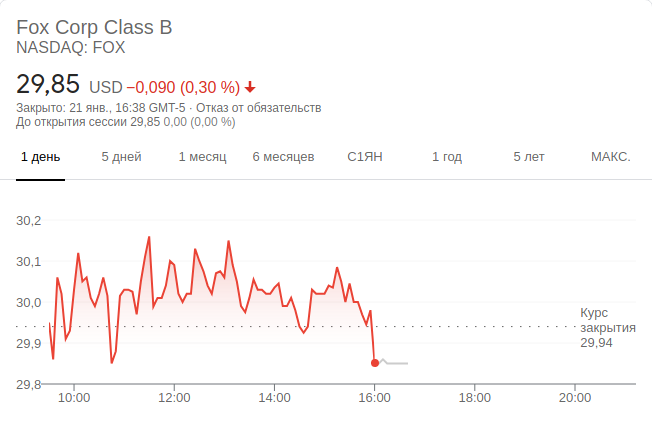 Fox Corp Class B
NASDAQ: FOX
29,85 USD −0,090 (0,30 %)
Закрыто: 21 янв., 16:38 GMT-5 · Отказ от обязательств
До открытия сессии 29,85 0,00 (0,00 %)
1 день 5 дней 1 месяц 6 месяцев С1ЯН 1 год 5 лет МАКС.
30,2
30,1
30,0
29,9
29,8
Курс
закрытия
29,94
10:00 12:00 14:00 16:00 18:00 20:00